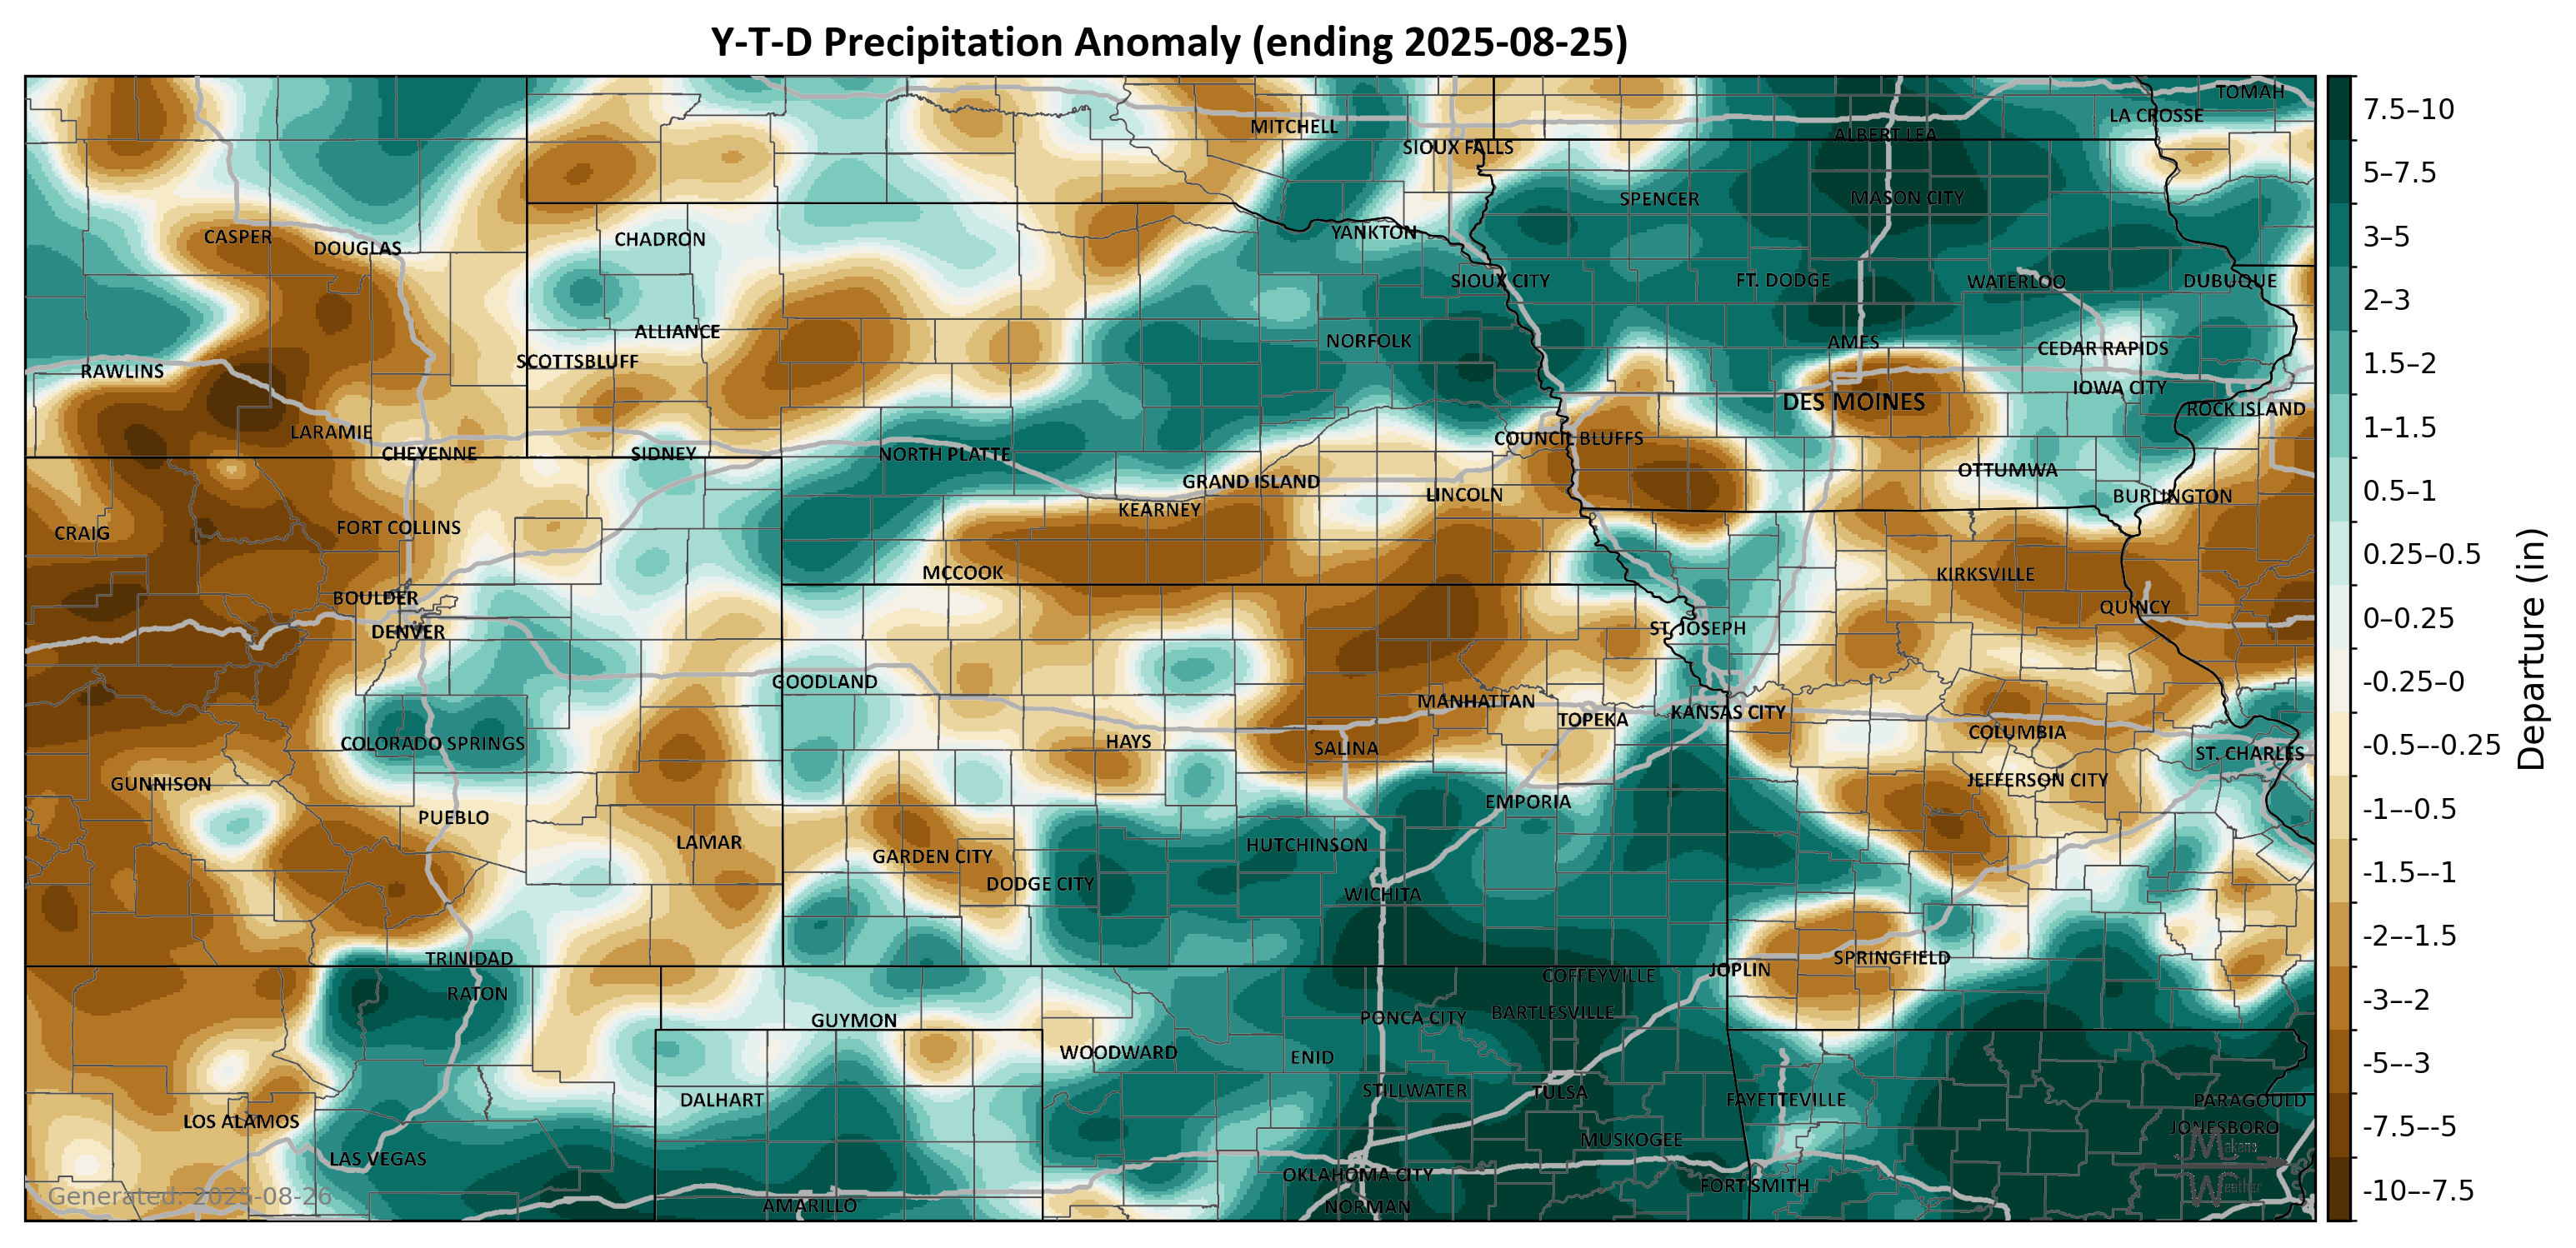 Y-T-D Precipitation Anomaly (ending 2025-08-25)
TOMAH
LA CROSSE
MITCHELL
ALBERT LEA
SIOUX FALLS
SPENCER
MASON CITY
CASPER
DOUGLAS
CHADRON
YANKTON
SIOUX CITY
FT. DODGE
WATERLOO
DUBUQUE
ALLIANCE
NORFOLK
AMES
CEDAR RAPIDS
SCOTTSBLUFF
RAWLINS
IOWA CITY
DES MOINES
ROCK ISLAND
LARAMIE
COUNCIL BLUFFS
CHEYENNE
SIDNEY
NORTH PLATTE
OTTUMWA
GRAND ISLAND
LINCOLN
BURLINGTON
KEARNEY
CRAIG
FORT COLLINS
MCCOOK
KIRKSVILLE
BOULDER
QUINCY
DENVER
ST. JOSEPH
GOODLAND
MANHATTAN
TOPEKA
KANSAS CITY
COLORADO SPRINGS
HAYS
SALINA
COLUMBIA
ST. CHARLES
GUNNISON
JEFFERSON CITY
EMPORIA
PUEBLO
LAMAR
HUTCHINSON
GARDEN CITY
DODGE CITY
WICHITA
TRINIDAD
SPRINGFIELD
JOPLIN
COFFEYVILLE
RATON
GUYMON
PONCA CITY
BARTLESVILLE
WOODWARD
ENID
STILLWATER
TULSA
DALHART
FAYETTEVILLE
PARAGOULD
LOS ALAMOS
JONESBORO
MUSKOGEE
LAS VEGAS
OKLAHOMA CITY
FORT SMITH
AMARILLO
NORMAN
Makens
Weather
Generated: 2025-08-26
7.5–10
5–7.5
3–5
2–3
1.5–2
1–1.5
0.5–1
0.25–0.5
0–0.25
-0.25–0
-0.5–-0.25
-1–-0.5
-1.5–-1
-2–-1.5
-3–-2
-5–-3
-7.5–-5
-10–-7.5
Departure (in)